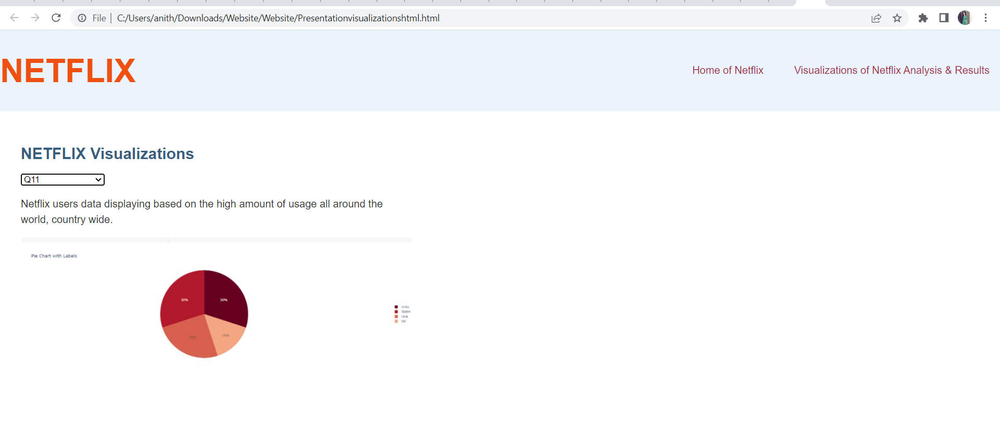 File
C:/Users/anith/Downloads/Website/Website/Presentationvisualizationshtml.html
NETFLIX
Home of Netflix
Visualizations of Netflix Analysis & Results
NETFLIX Visualizations
Q11
Netflix users data displaying based on the high amount of usage all around the
world, country wide.
Pie Chart with Labels
30%
30%
25%
15%
India
Japan
USA
UK